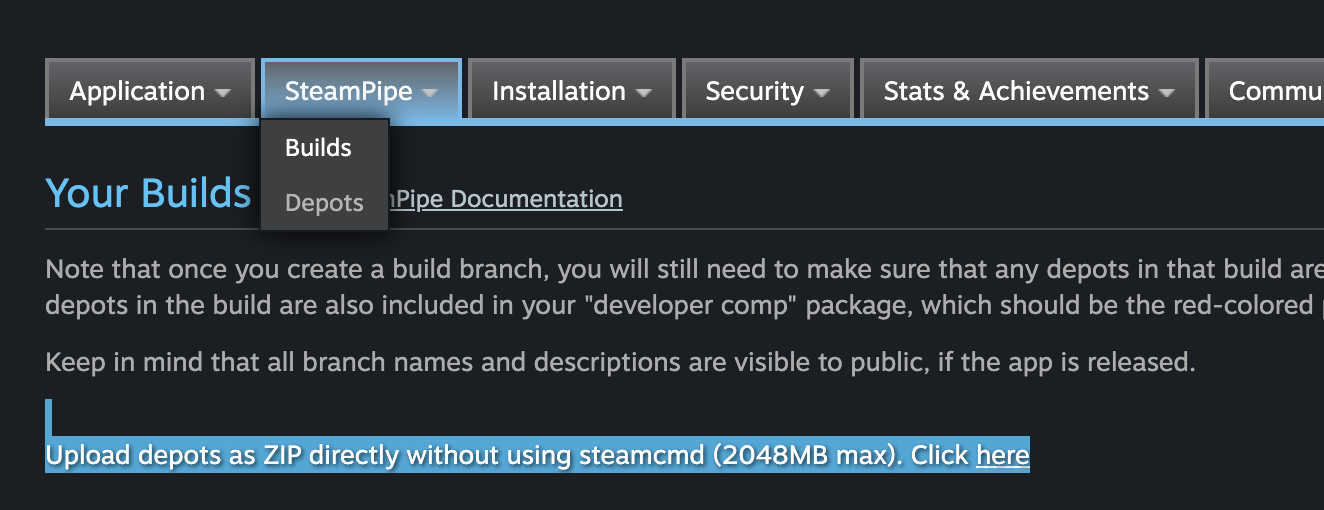 Application SteamPipe Installation Security Stats & Achievements Commu
Builds
Your Builds Pipe Documentation
Depots
Note that once you create a build branch, you will still need to make sure that any depots in that build are
depots in the build are also included in your "developer comp" package, which should be the red-colored
Keep in mind that all branch names and descriptions are visible to public, if the app is released.
Upload depots as ZIP directly without using steamcmd (2048MB max). Click here